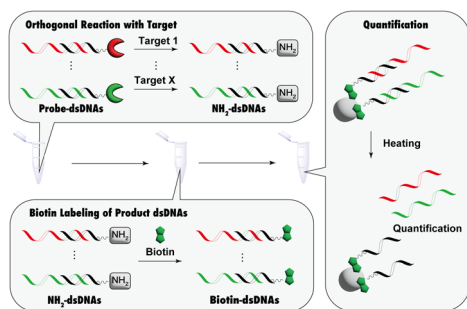 Orthogonal Reaction with Target
Target 1
NH₂
Target X
NH₂
Probe-dsDNAs
NH₂-dsDNAs
Biotin Labeling of Product dsDNAs
NH₂
Biotin
NH₂
NH₂-dsDNAs
Biotin-dsDNAs
Quantification
Heating
Quantification